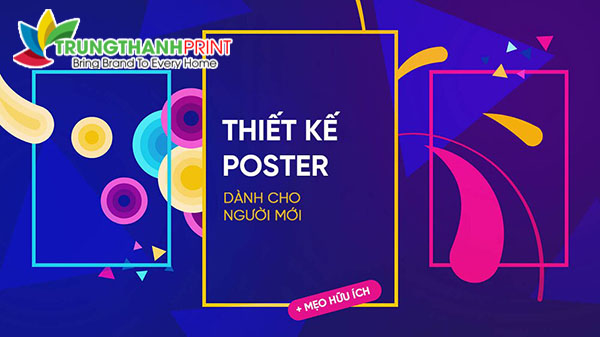 TRUNGTHANHPRINT
Bring Brand To Every Home
THIẾT KẾ
POSTER
DÀNH CHO
NGƯỜI MỚI
+ MẸO HỮU ÍCH